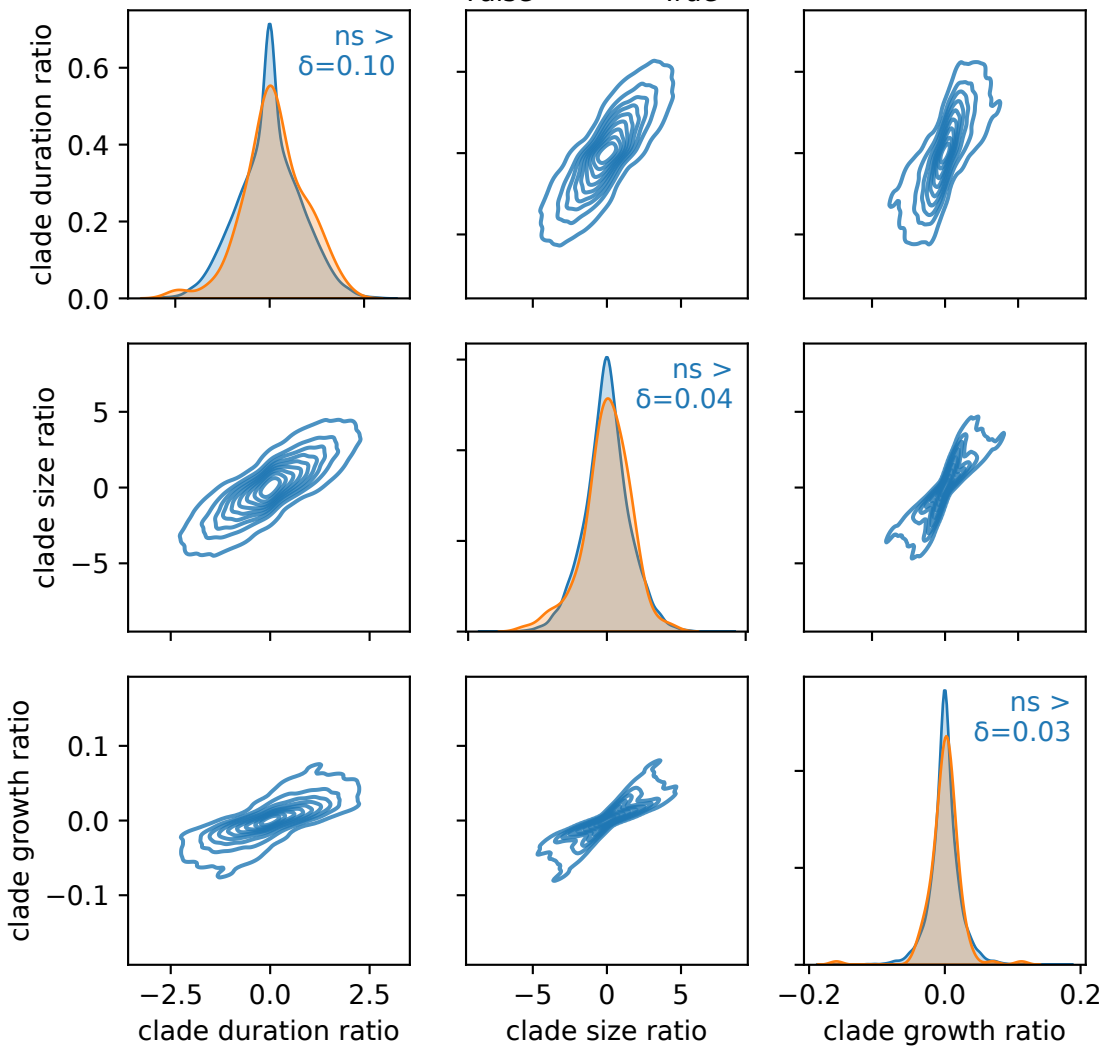 clade duration ratio
0.6
0.4
0.2
0.0
ns >
δ=0.10
clade size ratio
5
0
−5
ns >
δ=0.04
clade growth ratio
0.1
0.0
−0.1
ns >
δ=0.03
−2.5
0.0
2.5
−5
0
5
−0.2
0.0
0.2
clade duration ratio
clade size ratio
clade growth ratio